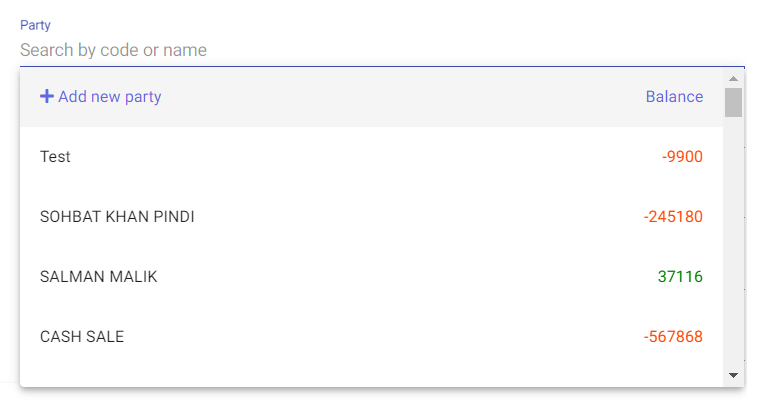 Party
Search by code or name
+ Add new party Balance
Test -9900
SOHBAT KHAN PINDI -245180
SALMAN MALIK 37116
CASH SALE -567868